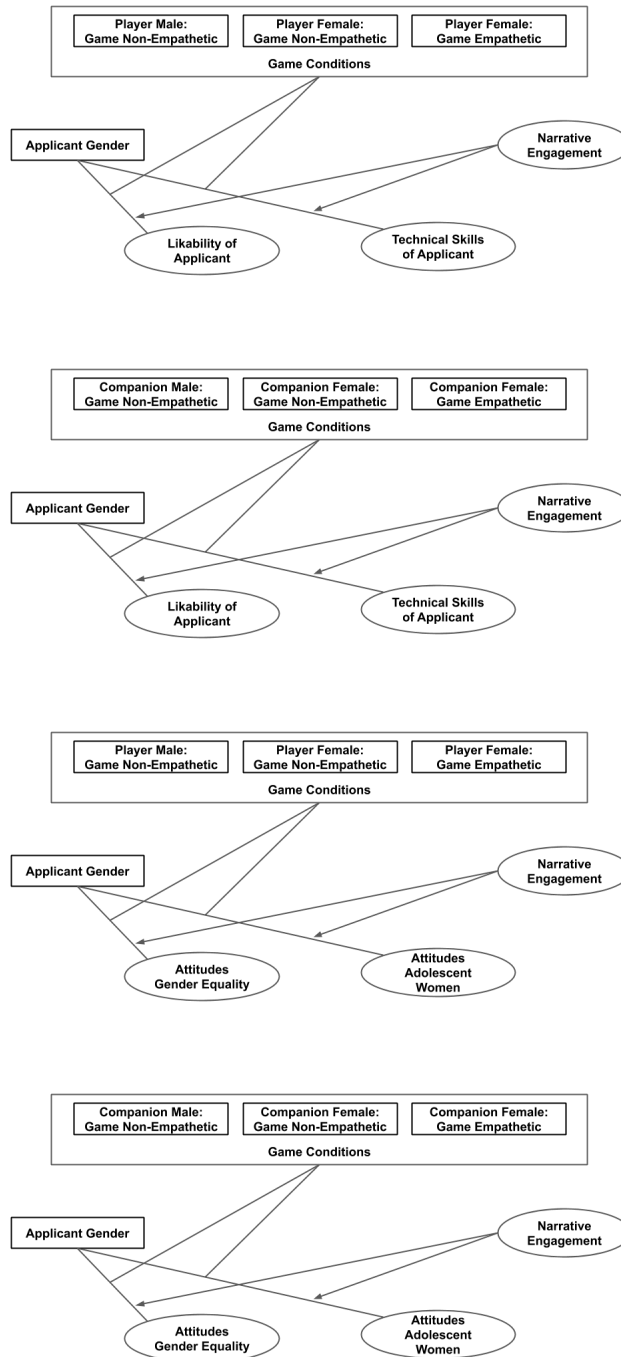 Player Male:
Game Non-Empathetic
Player Female:
Game Non-Empathetic
Player Female:
Game Empathetic
Game Conditions
Applicant Gender
Narrative
Engagement
Likability of
Applicant
Technical Skills
of Applicant
Companion Male:
Game Non-Empathetic
Companion Female:
Game Non-Empathetic
Companion Female:
Game Empathetic
Game Conditions
Applicant Gender
Narrative
Engagement
Likability of
Applicant
Technical Skills
of Applicant
Player Male:
Game Non-Empathetic
Player Female:
Game Non-Empathetic
Player Female:
Game Empathetic
Game Conditions
Applicant Gender
Narrative
Engagement
Attitudes
Gender Equality
Attitudes
Adolescent
Women
Companion Male:
Game Non-Empathetic
Companion Female:
Game Non-Empathetic
Companion Female:
Game Empathetic
Game Conditions
Applicant Gender
Narrative
Engagement
Attitudes
Gender Equality
Attitudes
Adolescent
Women